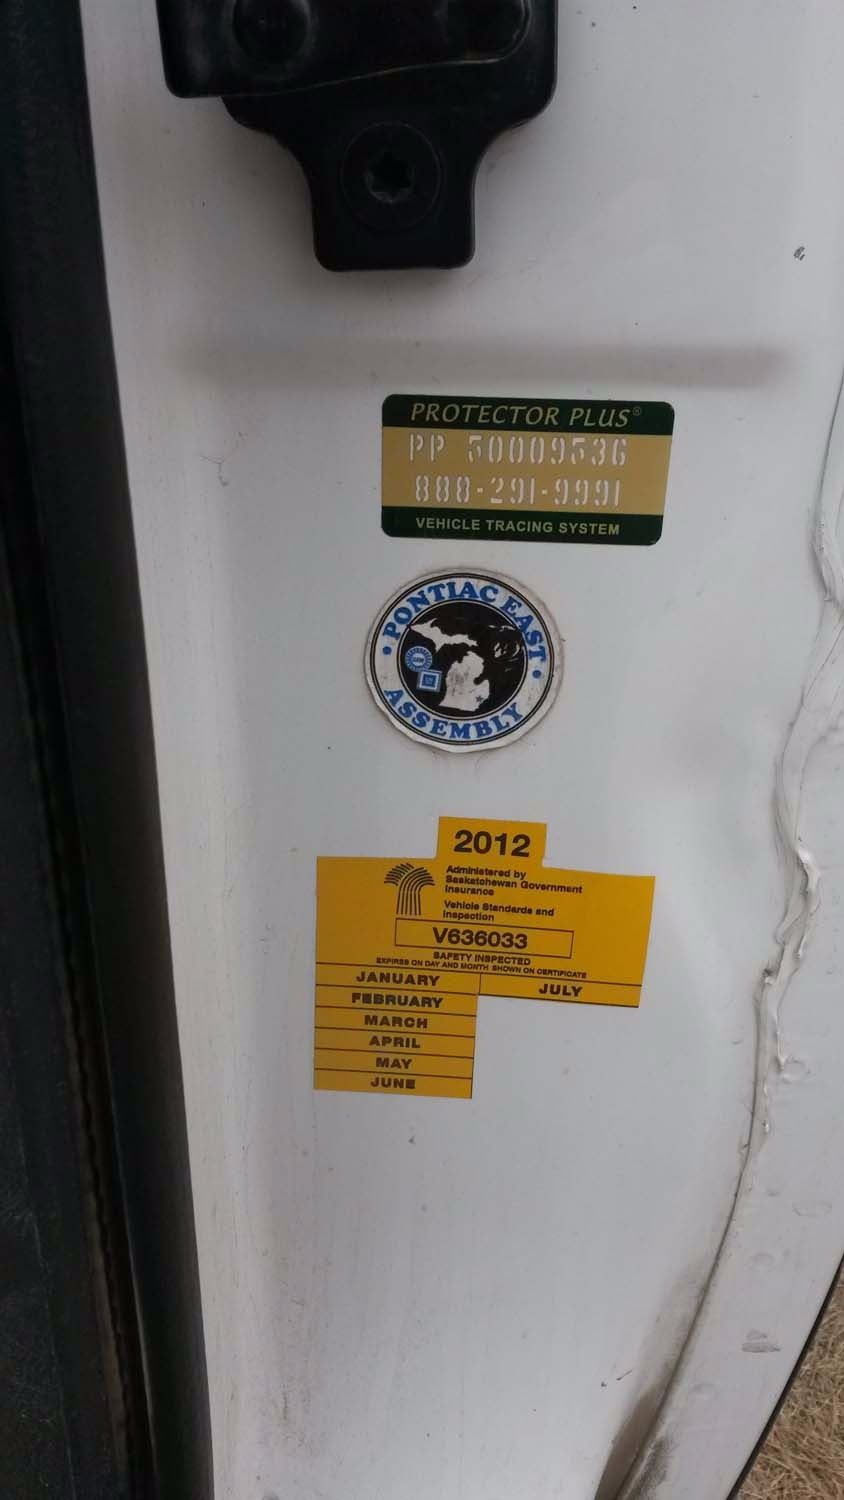 PROTECTOR PLUS®
PP 50009536
888-291-9991
VEHICLE TRACING SYSTEM
PONTIAC EAST
ASSEMBLY
2012
Administered by
Saskatchewan Government
Insurance
Vehicle Standards and
Inspection
V636033
SAFETY INSPECTED
EXPIRES ON DAY AND MONTH SHOWN ON CERTIFICATE
JANUARY
JULY
FEBRUARY
MARCH
APRIL
MAY
JUNE